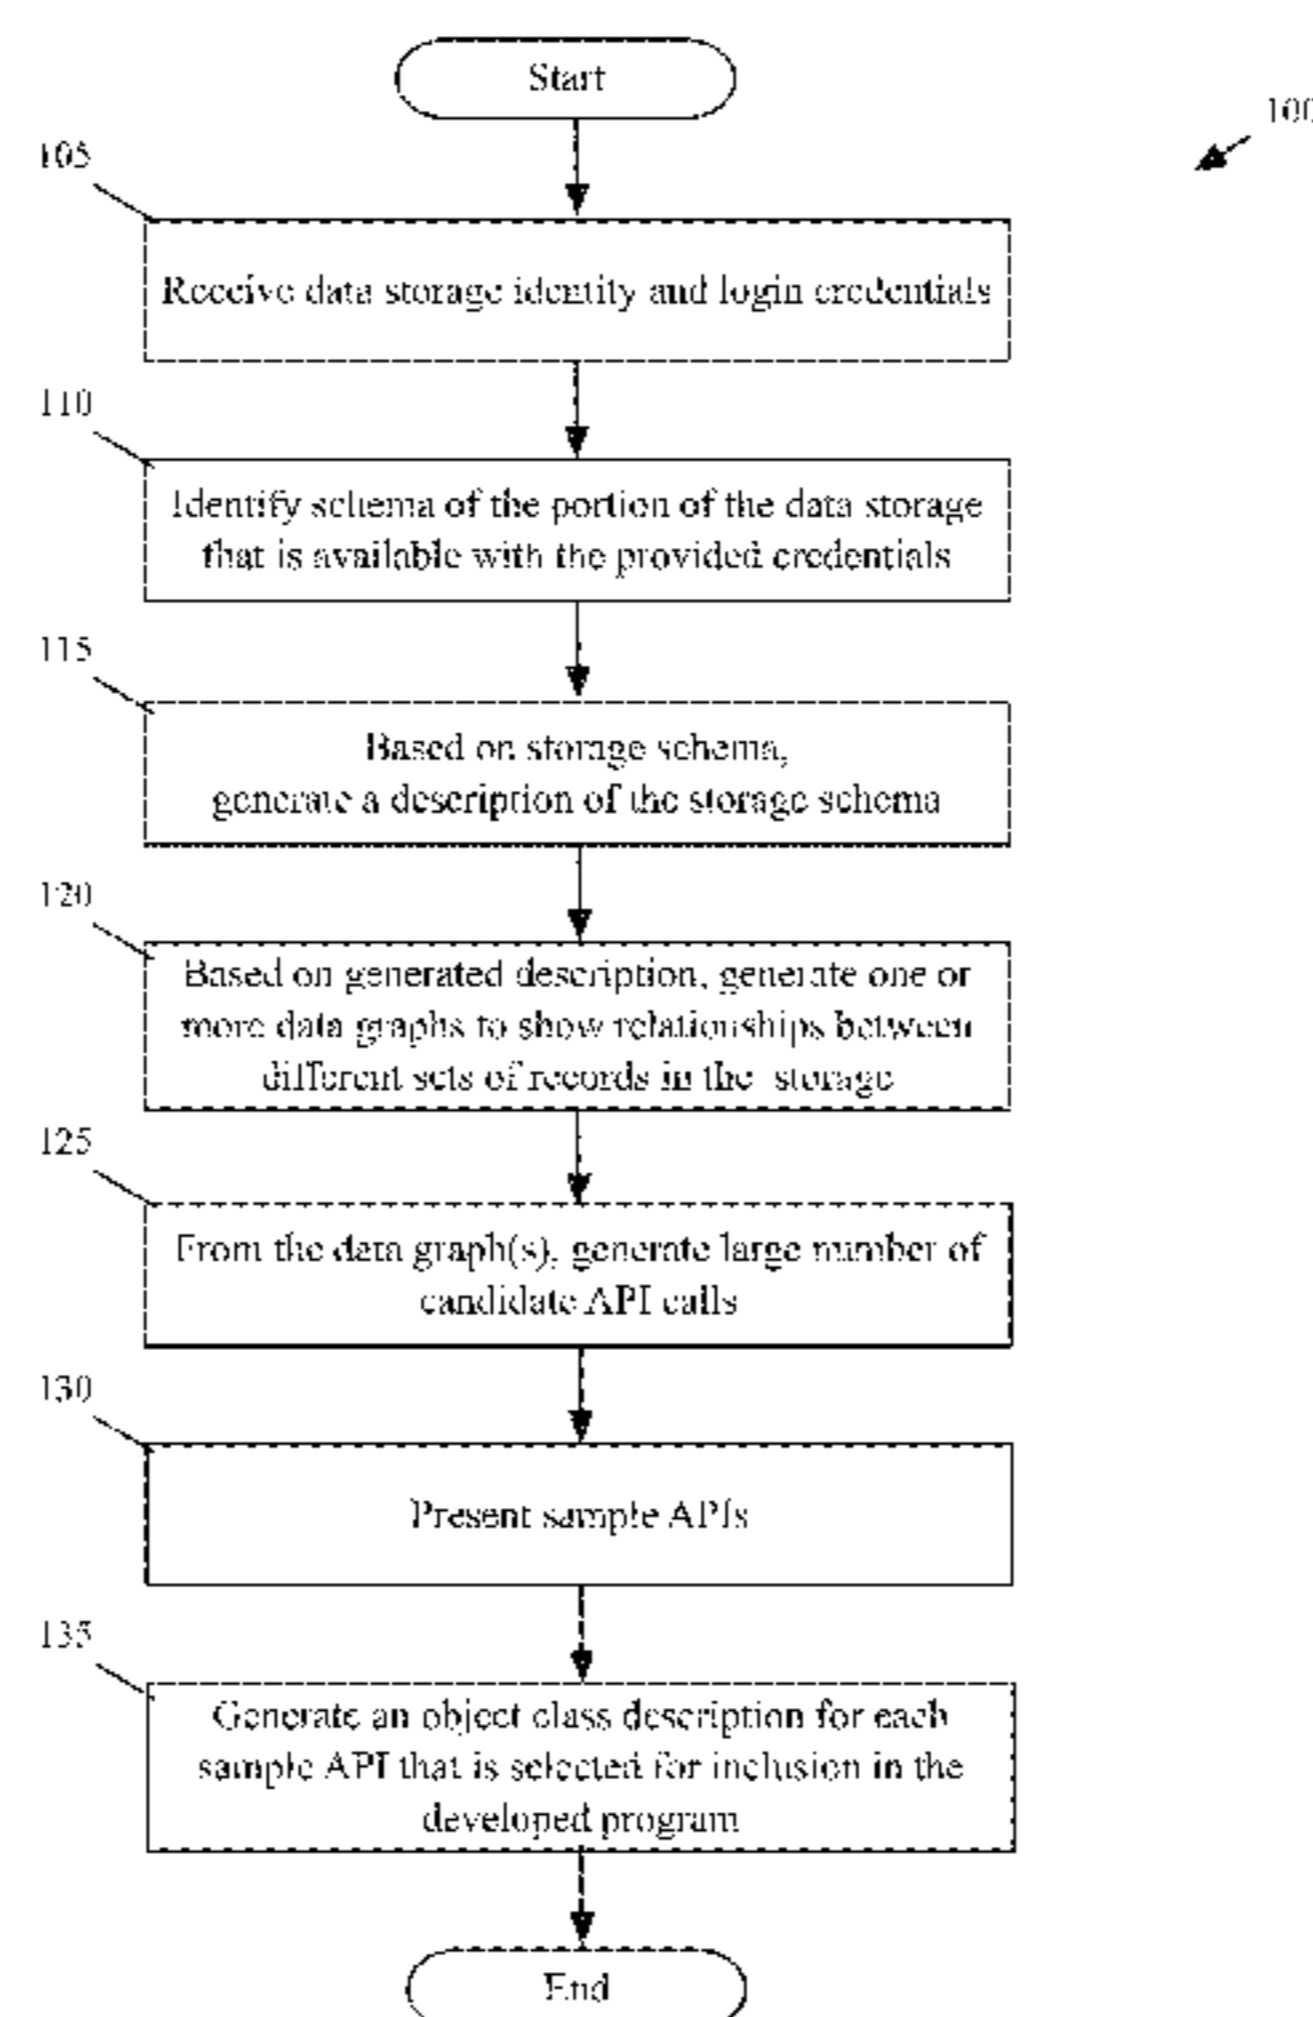 Start
100
105
Receive data storage identity and login credentials
110
Identify schema of the portion of the data storage
that is available with the provided credentials
115
Based on storage schema,
generate a description of the storage schema
120
Based on generated description, generate one or
more data graphs to show relationships between
different sets of records in the storage
125
From the data graph(s), generate large number of
candidate API calls
130
Present sample APIs
135
Generate an object class description for each
sample API that is selected for inclusion in the
developed program
End